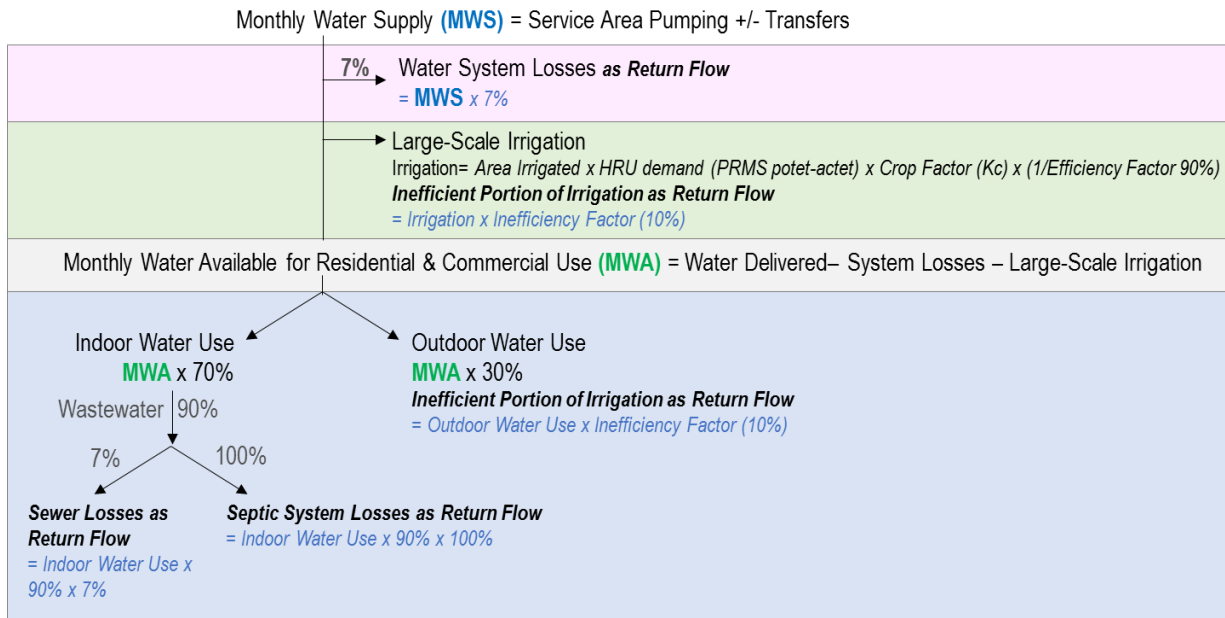 Monthly Water Supply (MWS) = Service Area Pumping +/- Transfers
7%
Water System Losses as Return Flow
= MWS x 7%
Large-Scale Irrigation
Irrigation= Area Irrigated x HRU demand (PRMS potet-actet) x Crop Factor (Kc) x (1/Efficiency Factor 90%)
Inefficient Portion of Irrigation as Return Flow
= Irrigation x Inefficiency Factor (10%)
Monthly Water Available for Residential & Commercial Use (MWA) = Water Delivered– System Losses – Large-Scale Irrigation
Indoor Water Use
MWA x 70%
Outdoor Water Use
MWA x 30%
Inefficient Portion of Irrigation as Return Flow
= Outdoor Water Use x Inefficiency Factor (10%)
Wastewater 90%
7%
100%
Sewer Losses as
Return Flow
= Indoor Water Use x
90% x 7%
Septic System Losses as Return Flow
= Indoor Water Use x 90% x 100%